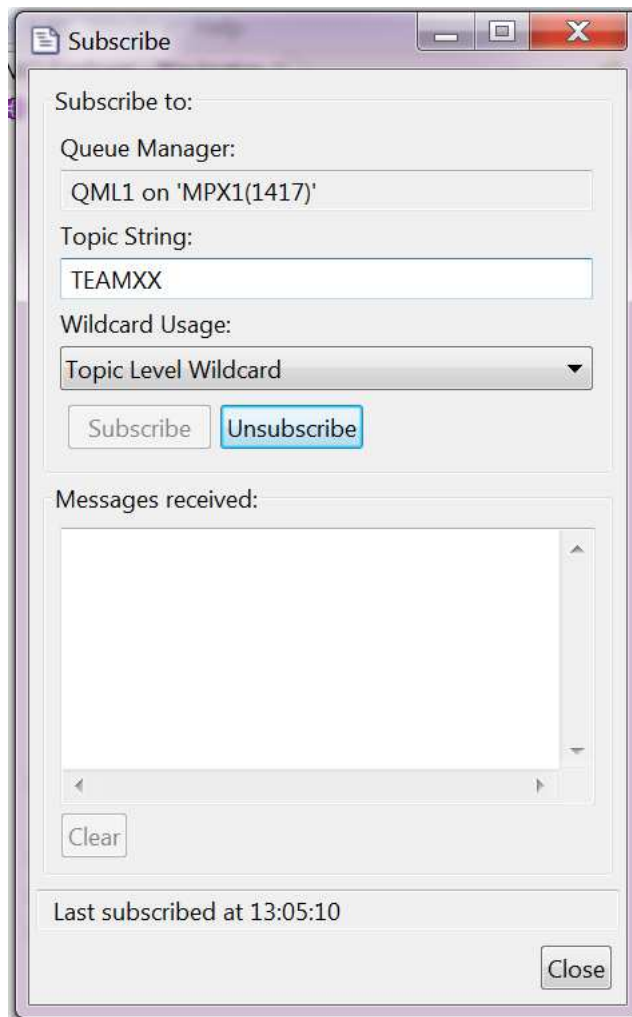 Subscribe
Subscribe to:
Queue Manager:
QML1 on 'MPX1(1417)'
Topic String:
TEAMXX
Wildcard Usage:
Topic Level Wildcard
Subscribe Unsubscribe
Messages received:
Clear
Last subscribed at 13:05:10
Close